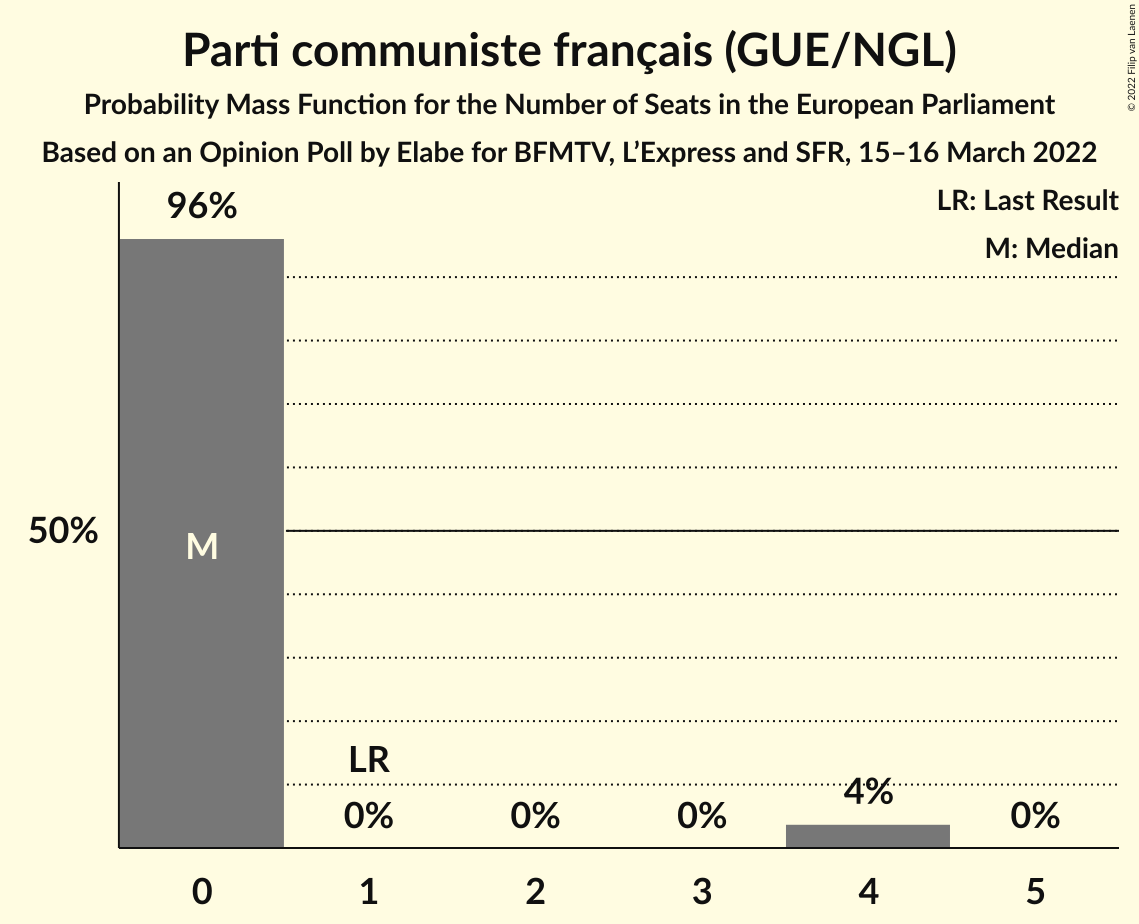 Parti communiste français (GUE/NGL)
Probability Mass Function for the Number of Seats in the European Parliament
Based on an Opinion Poll by Elabe for BFMTV, L’Express and SFR, 15–16 March 2022
© 2022 Filip van Laenen
LR: Last Result
M: Median
96%
50%
M
LR
0%
0%
0%
4%
0%
0
1
2
3
4
5